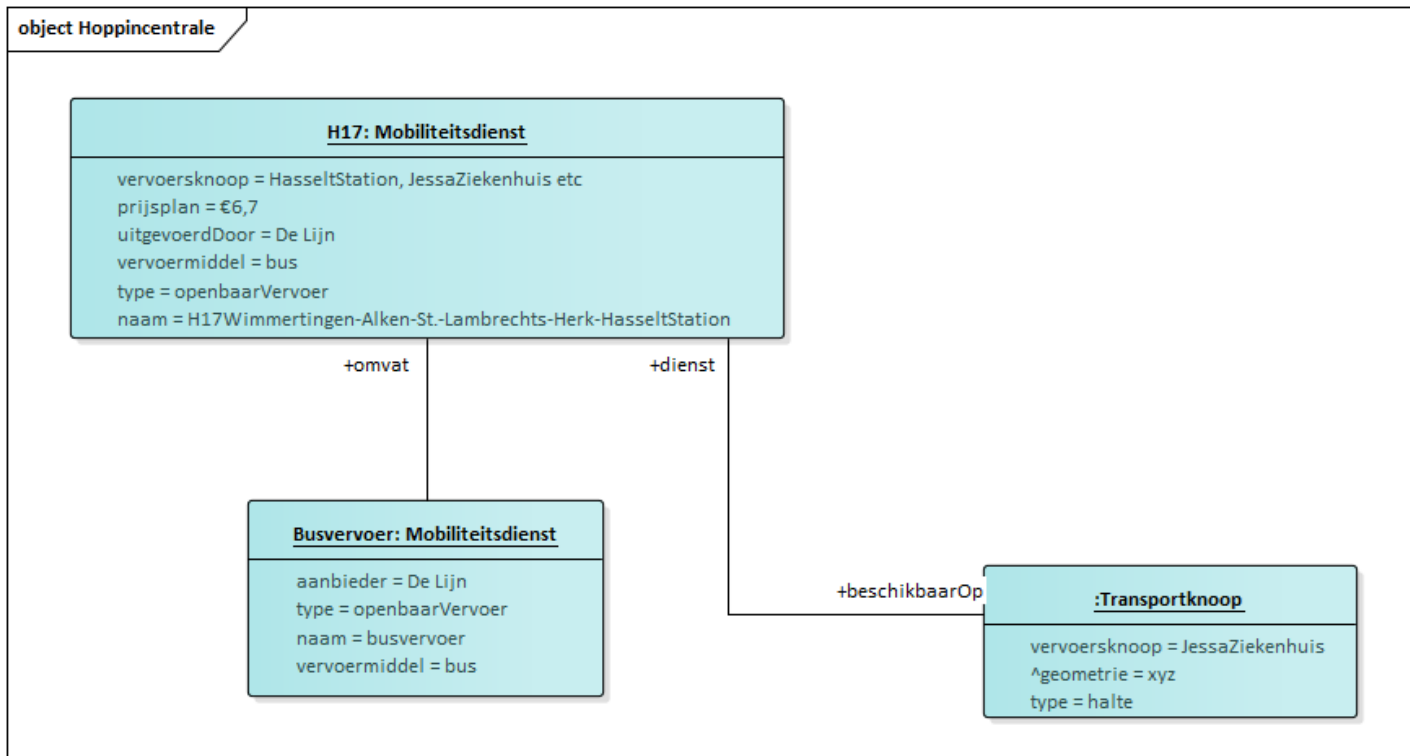 object Hoppincentrale
H17: Mobiliteitsdienst
vervoersknoop = HasseltStation, JessaZiekenhuis etc
prijsplan = €6,7
uitgevoerdDoor = De Lijn
vervoermiddel = bus
type = openbaarVervoer
naam = H17Wimmertingen-Alken-St.-Lambrechts-Herk-HasseltStation
+omvat
+dienst
Busvervoer: Mobiliteitsdienst
aanbieder = De Lijn
type = openbaarVervoer
naam = busvervoer
vervoermiddel = bus
+beschikbaarOp
:Transportknoop
vervoersknoop = JessaZiekenhuis
^geometrie = xyz
type = halte